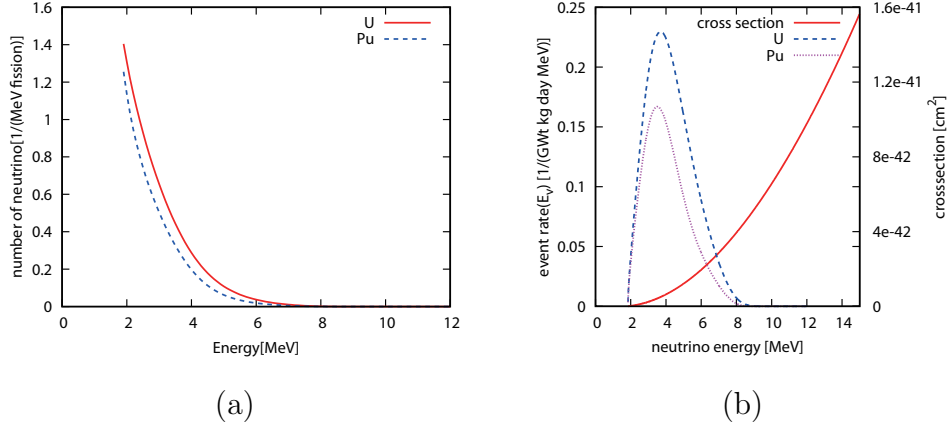 (a)
U
Pu
number of neutrino[1/(MeV fission)]
1.6
1.4
1.2
1
0.8
0.6
0.4
0.2
0
0 2 4 6 8 10 12
Energy[MeV]
(a)
(b)
cross section
U
Pu
event rate(Eν) [1/(GWt kg day MeV)]
0.25
0.2
0.15
0.1
0.05
0
1.6e-41
1.2e-41
8e-42
4e-42
0
crosssection [cm²]
0 2 4 6 8 10 12 14
neutrino energy [MeV]
(b)